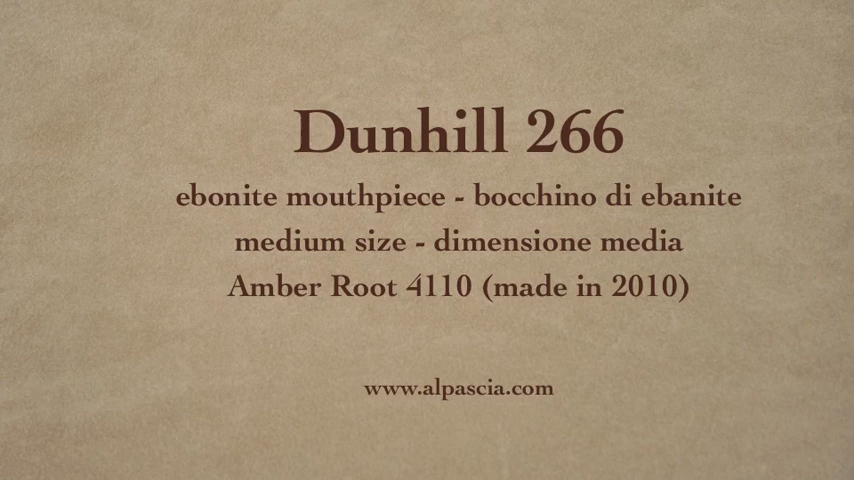 Dunhill 266
ebonite mouthpiece - bocchino di ebanite
medium size - dimensione media
Amber Root 4110 (made in 2010)
www.alpascia.com